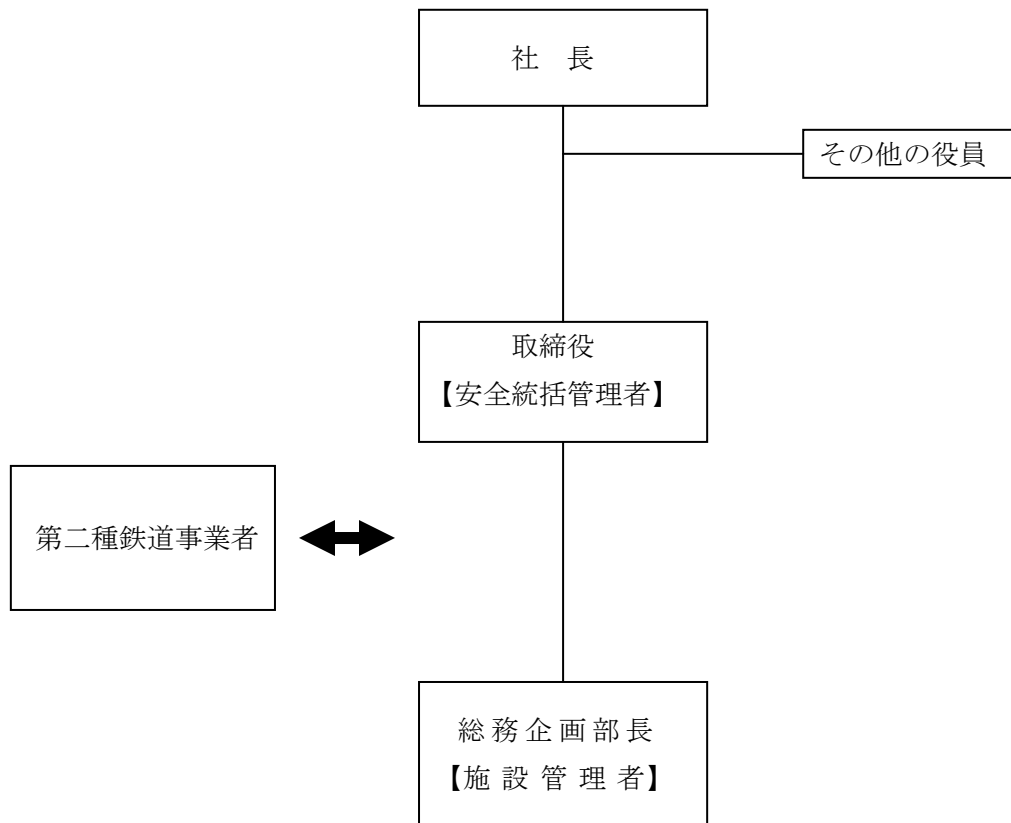 社　長
その他の役員
取締役
【安全統括管理者】
第二種鉄道事業者
総務企画部長
【施設管理者】